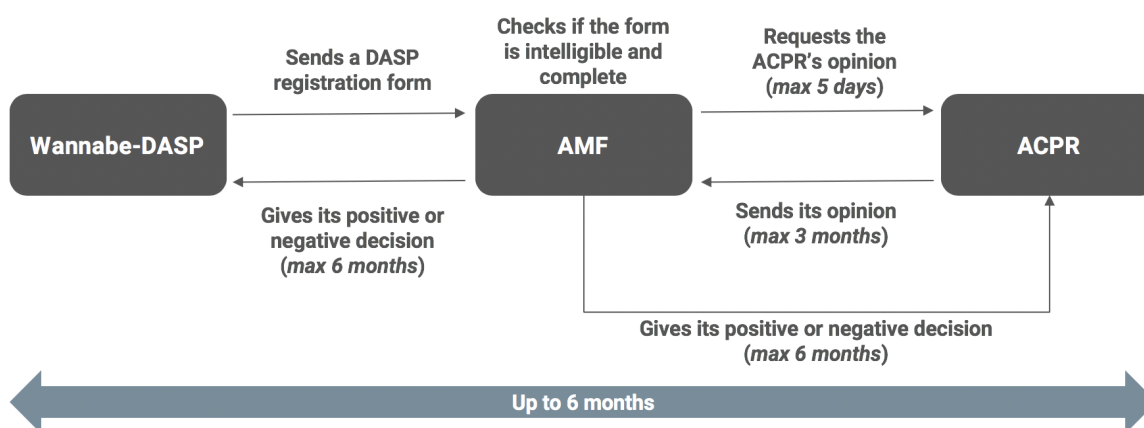 Checks if the form
is intelligible and
complete
Sends a DASP
registration form
Requests the
ACPR's opinion
(max 5 days)
Wannabe-DASP
AMF
ACPR
Gives its positive or
negative decision
(max 6 months)
Sends its opinion
(max 3 months)
Gives its positive or negative decision
(max 6 months)
Up to 6 months